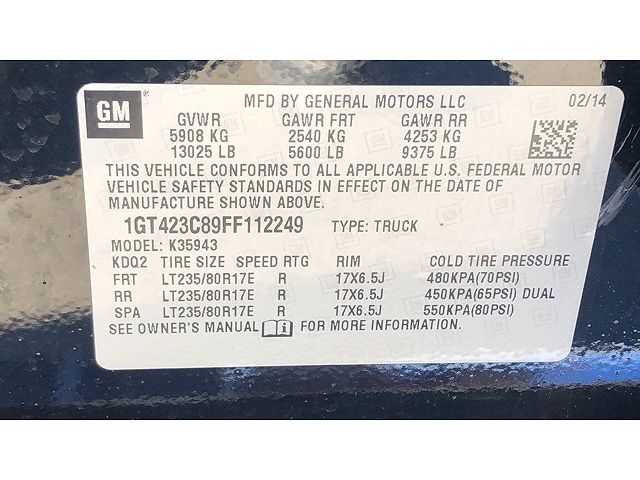 GM MFD BY GENERAL MOTORS LLC 02/14
GVWR GAWR FRT GAWR RR
5908 KG 2540 KG 4253 KG
13025 LB 5600 LB 9375 LB
THIS VEHICLE CONFORMS TO ALL APPLICABLE U.S. FEDERAL MOTOR
VEHICLE SAFETY STANDARDS IN EFFECT ON THE DATE OF
MANUFACTURE SHOWN ABOVE.
1GT423C89FF112249 TYPE: TRUCK
MODEL: K35943
KDQ2 TIRE SIZE SPEED RTG RIM COLD TIRE PRESSURE
FRT LT235/80R17E R 17X6.5J 480KPA(70PSI)
RR LT235/80R17E R 17X6.5J 450KPA(65PSI) DUAL
SPA LT235/80R17E R 17X6.5J 550KPA(80PSI)
SEE OWNER'S MANUAL i FOR MORE INFORMATION.